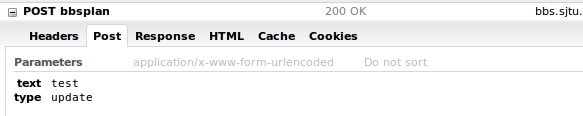 POST bbsplan 200 OK bbs.sjtu.
Headers Post Response HTML Cache Cookies
Parameters application/x-www-form-urlencoded Do not sort
text test
type update